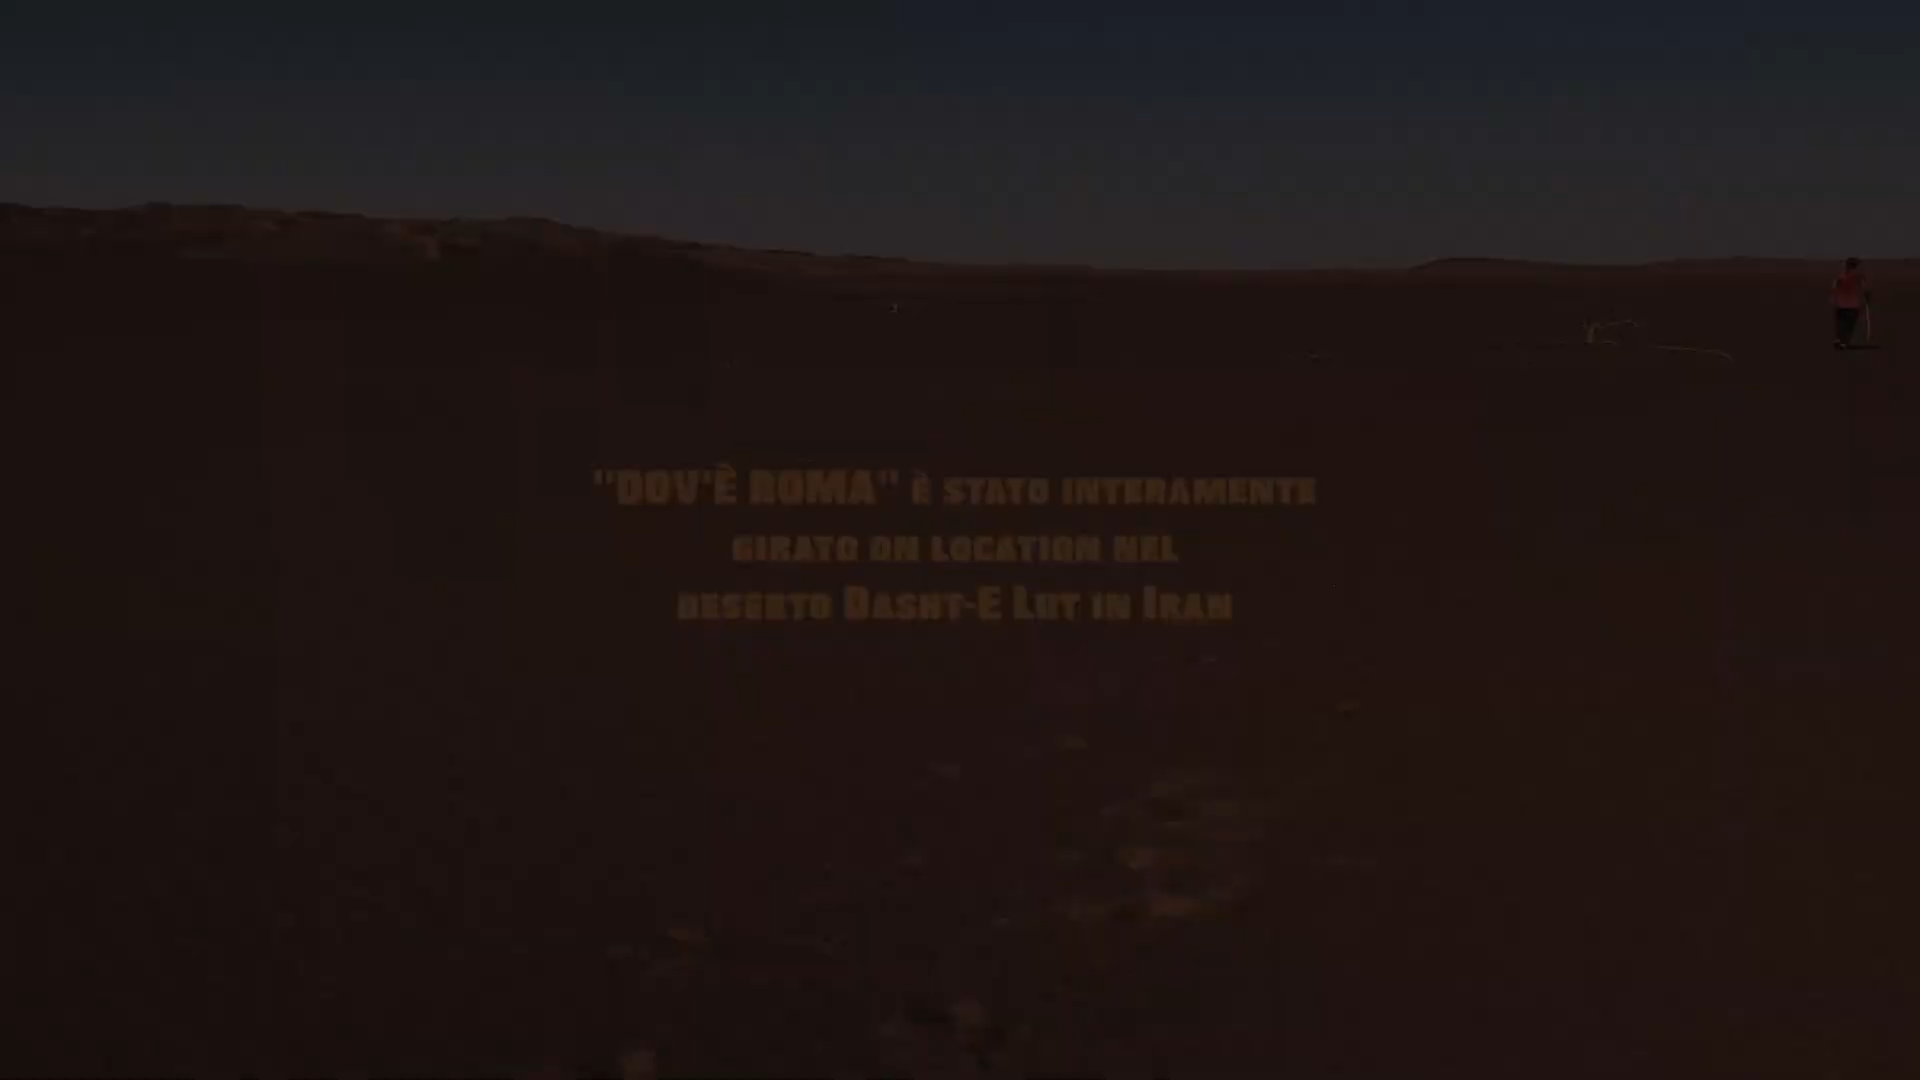 "DOV'È ROMA" È STATO INTERAMENTE
GIRATO ON LOCATION NEL
DESERTO DASHT-E LUT IN IRAN